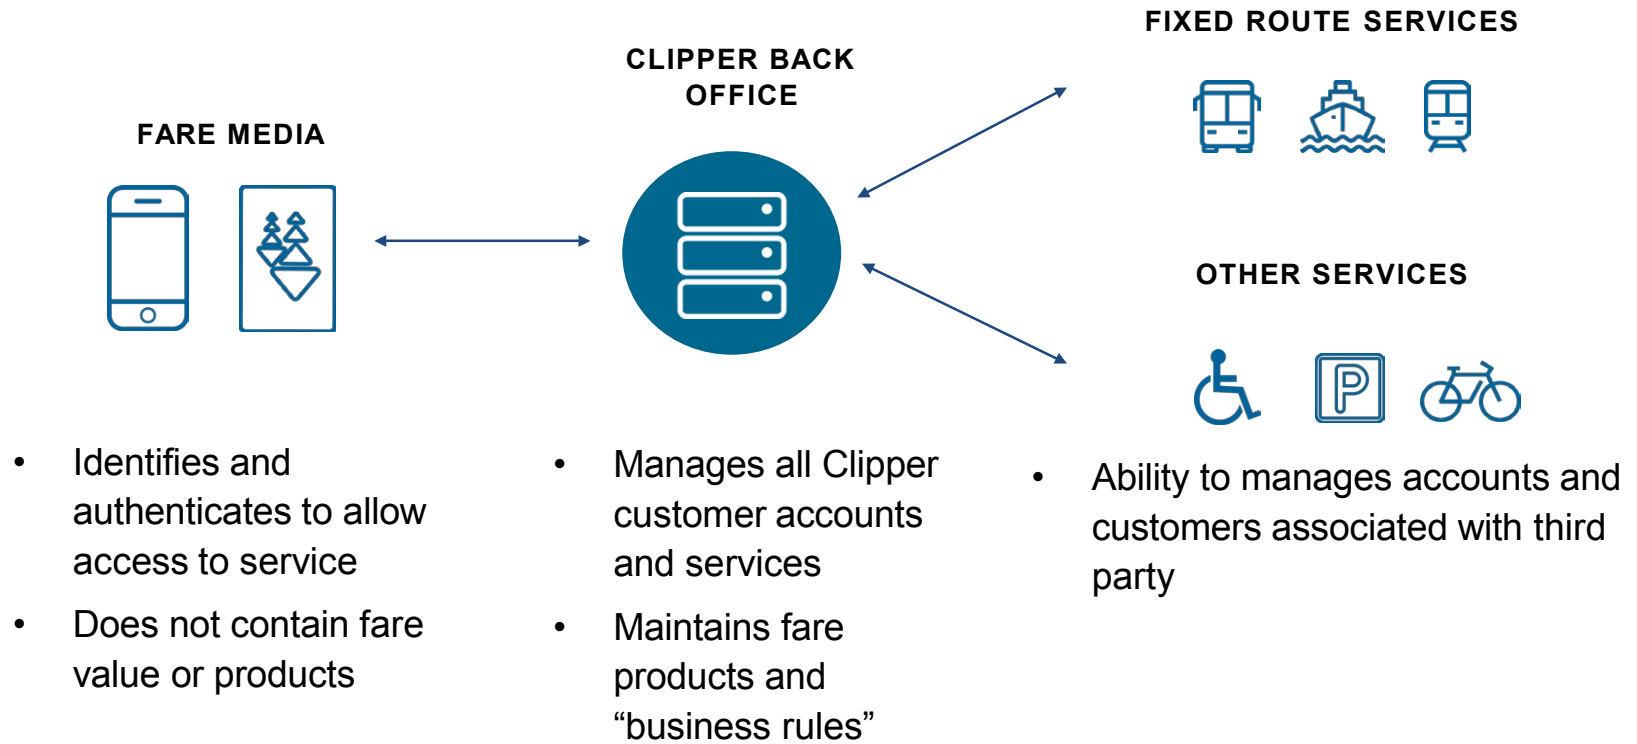 FARE MEDIA
• Identifies and
authenticates to allow
access to service
• Does not contain fare
value or products
CLIPPER BACK
OFFICE
• Manages all Clipper
customer accounts
and services
• Maintains fare
products and
“business rules”
FIXED ROUTE SERVICES
OTHER SERVICES
P
• Ability to manages accounts and
customers associated with third
party